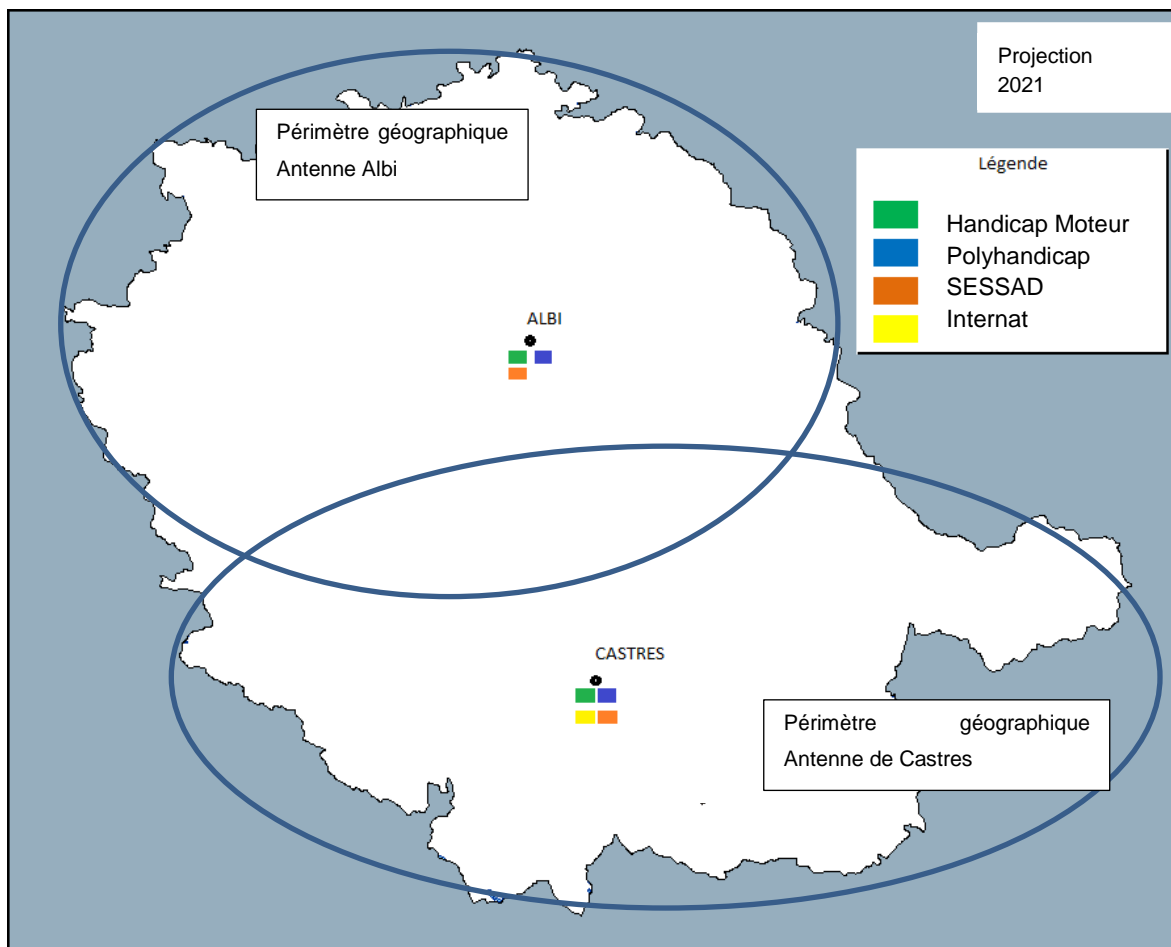 Projection
2021
Périmètre géographique
Antenne Albi
Légende
Handicap Moteur
Polyhandicap
SESSAD
Internat
ALBI
CASTRES
Périmètre géographique
Antenne de Castres